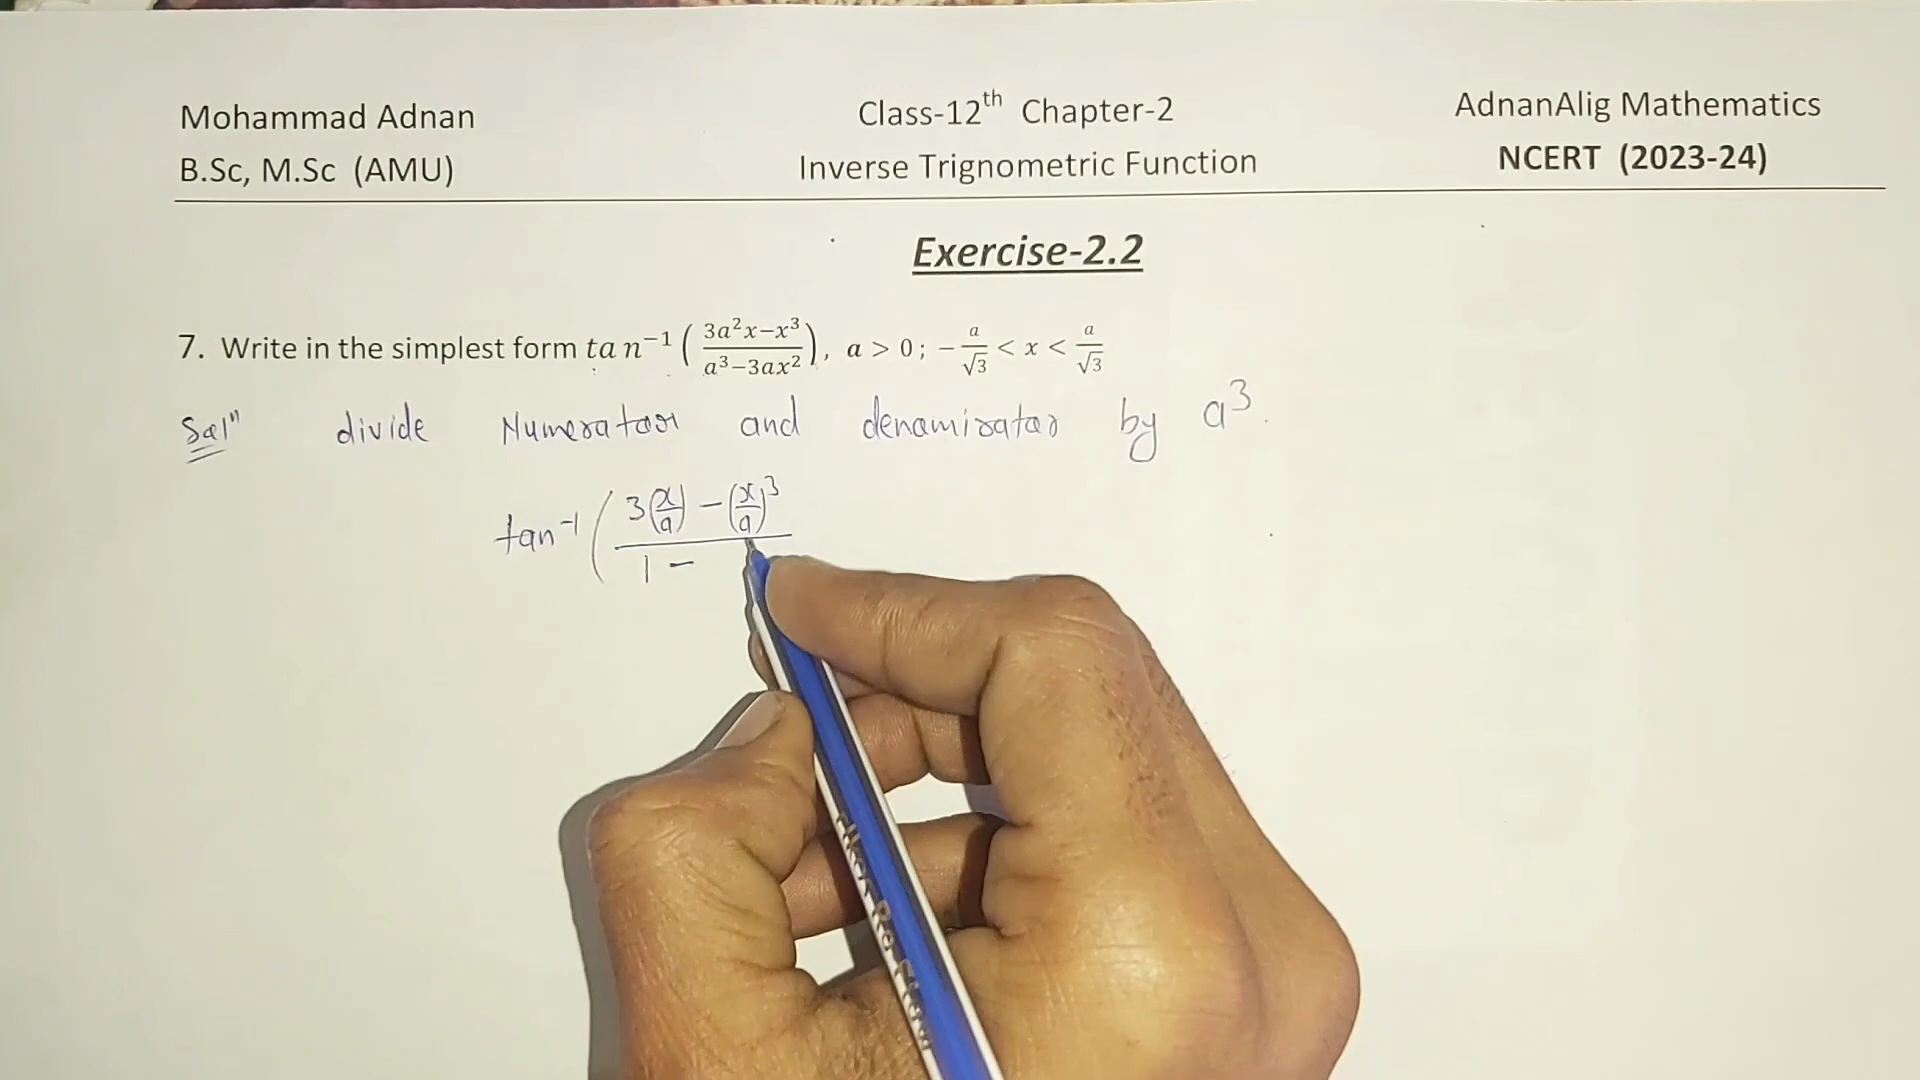 Mohammad Adnan
B.Sc, M.Sc (AMU)
Class-12th Chapter-2
Inverse Trignometric Function
AdnanAlig Mathematics
NCERT (2023-24)
Exercise-2.2
7. Write in the simplest form tan⁻¹ ( (3a²x−x³)/(a³−3ax²) ), a > 0; −a/√3 < x < a/√3
Solⁿ divide Numerator and denomirator by a³.
tan⁻¹ ( (3(x/a) − (x/a)³)/(1 −